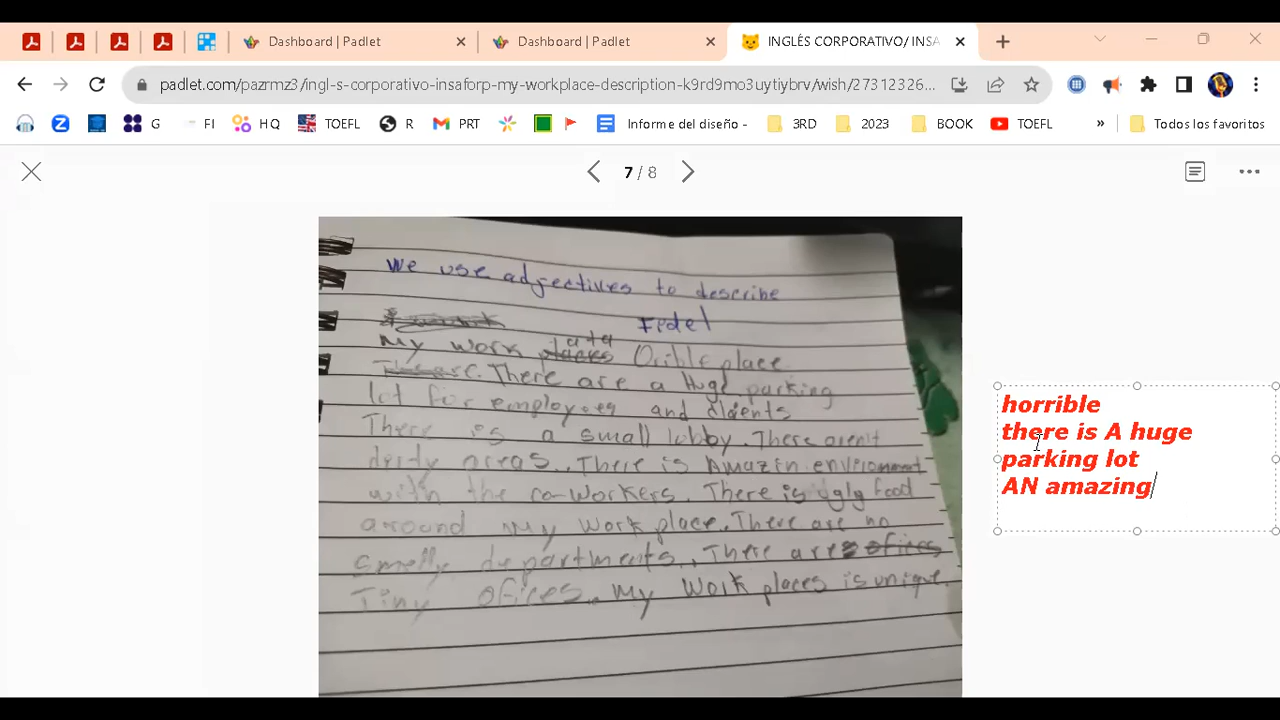 Dashboard | Padlet
Dashboard | Padlet
INGLÉS CORPORATIVO/ INSA
padlet.com/pazrmz3/ingl-s-corporativo-insaforp-my-workplace-description-k9rd9mo3uytiybrv/wish/27312326...
G
FI
HQ
TOEFL
R
PRT
Informe del diseño -
3RD
2023
BOOK
TOEFL
»
Todos los favoritos
7 / 8
We use adjectives to describe
Fidel
My work Orible place
There are a Huge parking
lot for employees and clients
There is a small lobby. There aren't
dirty areas.. There is Amazin enviroment
with the co-workers. There is ugly food
around my work place. There are no
smelly departments.. There are
Tiny ofices.. my Work places is unique.
horrible
there is A huge
parking lot
AN amazing